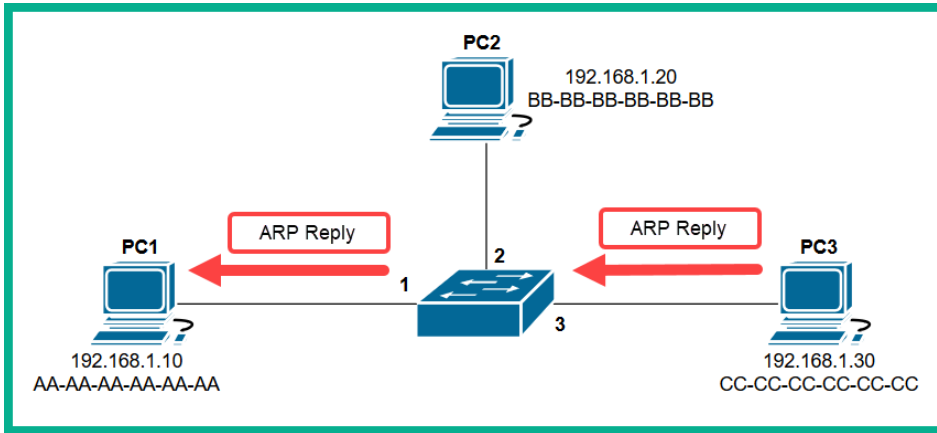 PC2
192.168.1.20
BB-BB-BB-BB-BB-BB
ARP Reply
ARP Reply
PC1
2
PC3
1
3
192.168.1.10
AA-AA-AA-AA-AA-AA
192.168.1.30
CC-CC-CC-CC-CC-CC